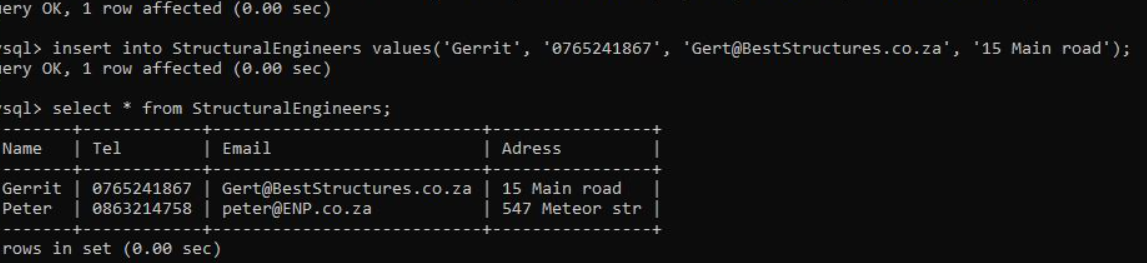 ery OK, 1 row affected (0.00 sec)
ysql> insert into StructuralEngineers values('Gerrit', '0765241867', 'Gert@BestStructures.co.za', '15 Main road');
ery OK, 1 row affected (0.00 sec)
ysql> select * from StructuralEngineers;
-------+------------+---------------------------+----------------+
Name   | Tel        | Email                     | Adress         |
-------+------------+---------------------------+----------------+
Gerrit | 0765241867 | Gert@BestStructures.co.za | 15 Main road   |
Peter  | 0863214758 | peter@ENP.co.za           | 547 Meteor str |
-------+------------+---------------------------+----------------+
rows in set (0.00 sec)